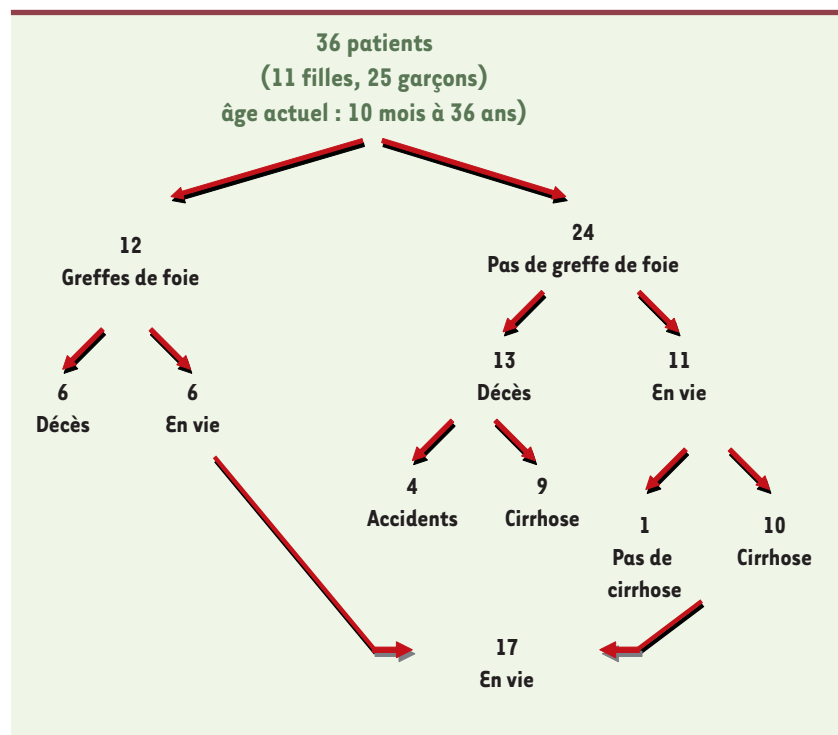 36 patients
(11 filles, 25 garçons)
âge actuel : 10 mois à 36 ans)
12
Greffes de foie
24
Pas de greffe de foie
6
Décès
6
En vie
13
Décès
11
En vie
4
Accidents
9
Cirrhose
1
Pas de
cirrhose
10
Cirrhose
17
En vie